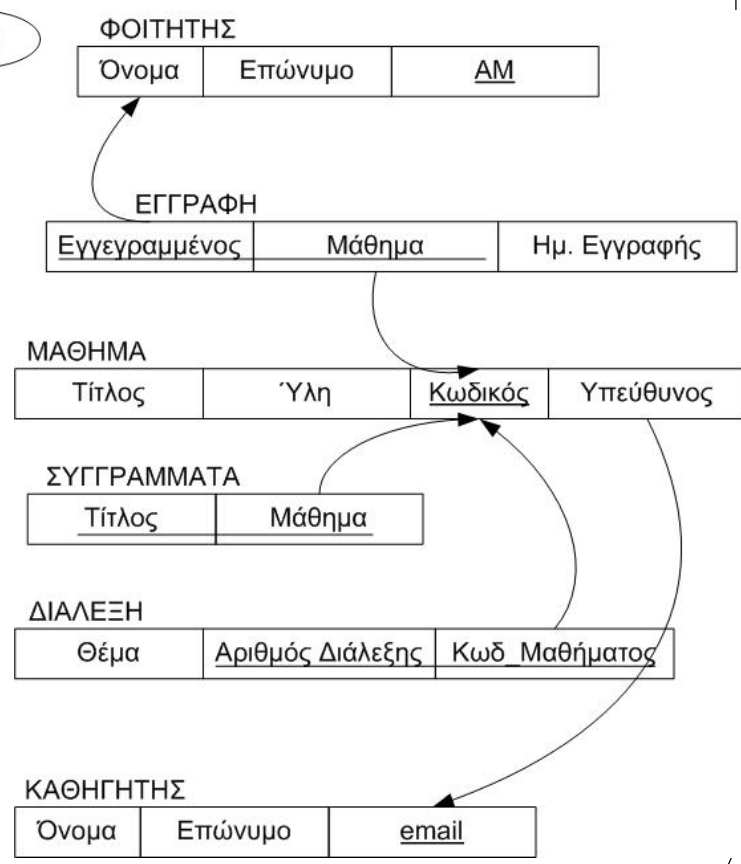 ΦΟΙΤΗΤΗΣ
Όνομα Επώνυμο ΑΜ
ΕΓΓΡΑΦΗ
Εγγεγραμμένος Μάθημα Ημ. Εγγραφής
ΜΑΘΗΜΑ
Τίτλος Ύλη Κωδικός Υπεύθυνος
ΣΥΓΓΡΑΜΜΑΤΑ
Τίτλος Μάθημα
ΔΙΑΛΕΞΗ
Θέμα Αριθμός Διάλεξης Κωδ_Μαθήματος
ΚΑΘΗΓΗΤΗΣ
Όνομα Επώνυμο email